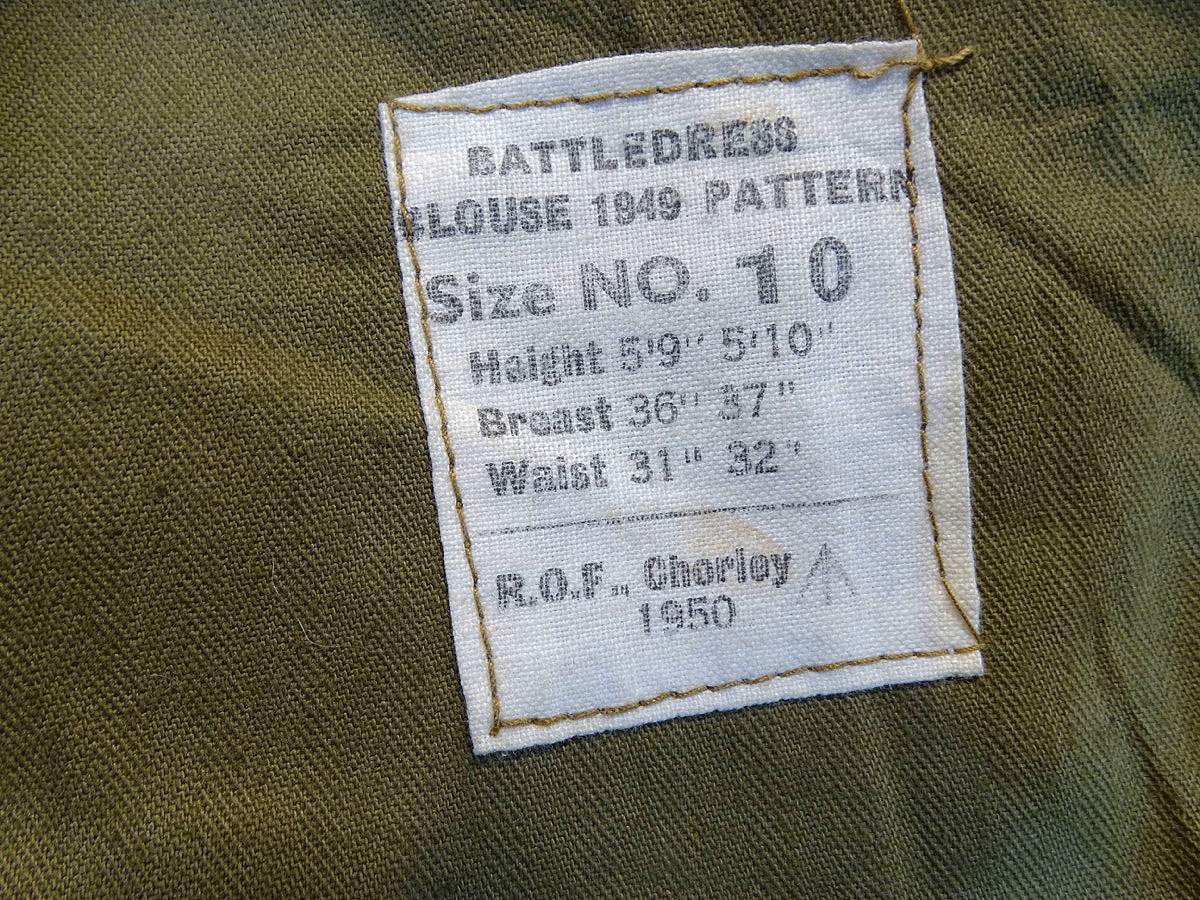 BATTLEDRESS
BLOUSE 1949 PATTERN
Size NO. 10
Height 5'9" 5'10"
Breast 36" 37"
Waist 31" 32"
R.O.F., Chorley
1950